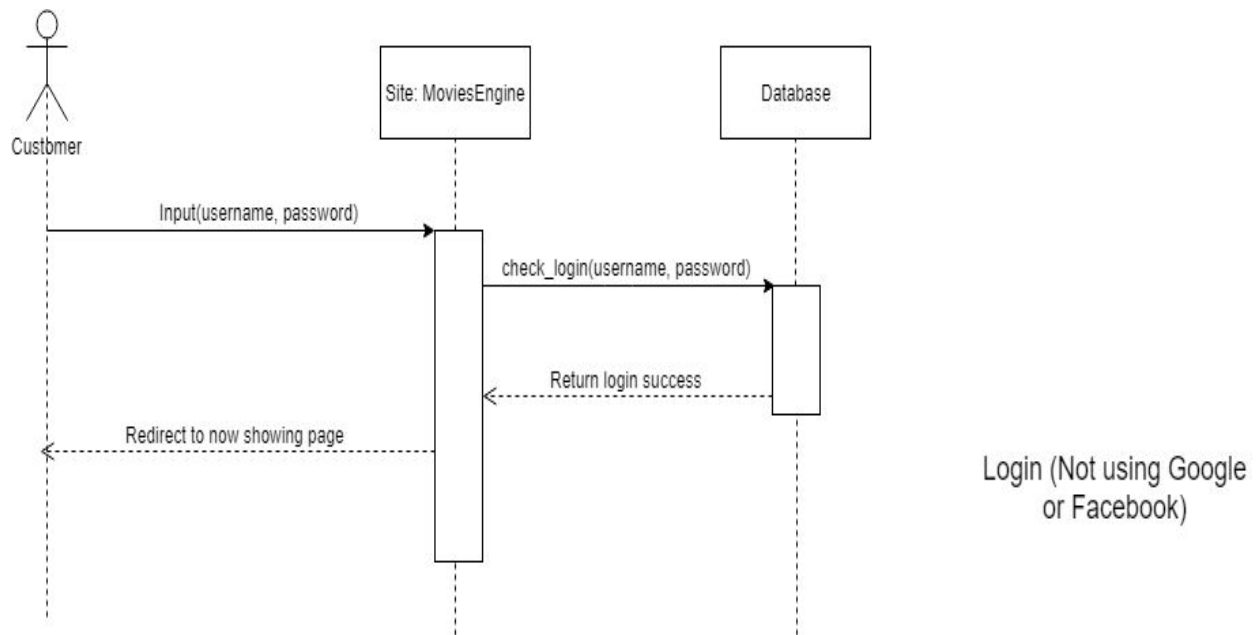 Customer
Site: MoviesEngine
Database
Input(username, password)
check_login(username, password)
Return login success
Redirect to now showing page
Login (Not using Google
or Facebook)